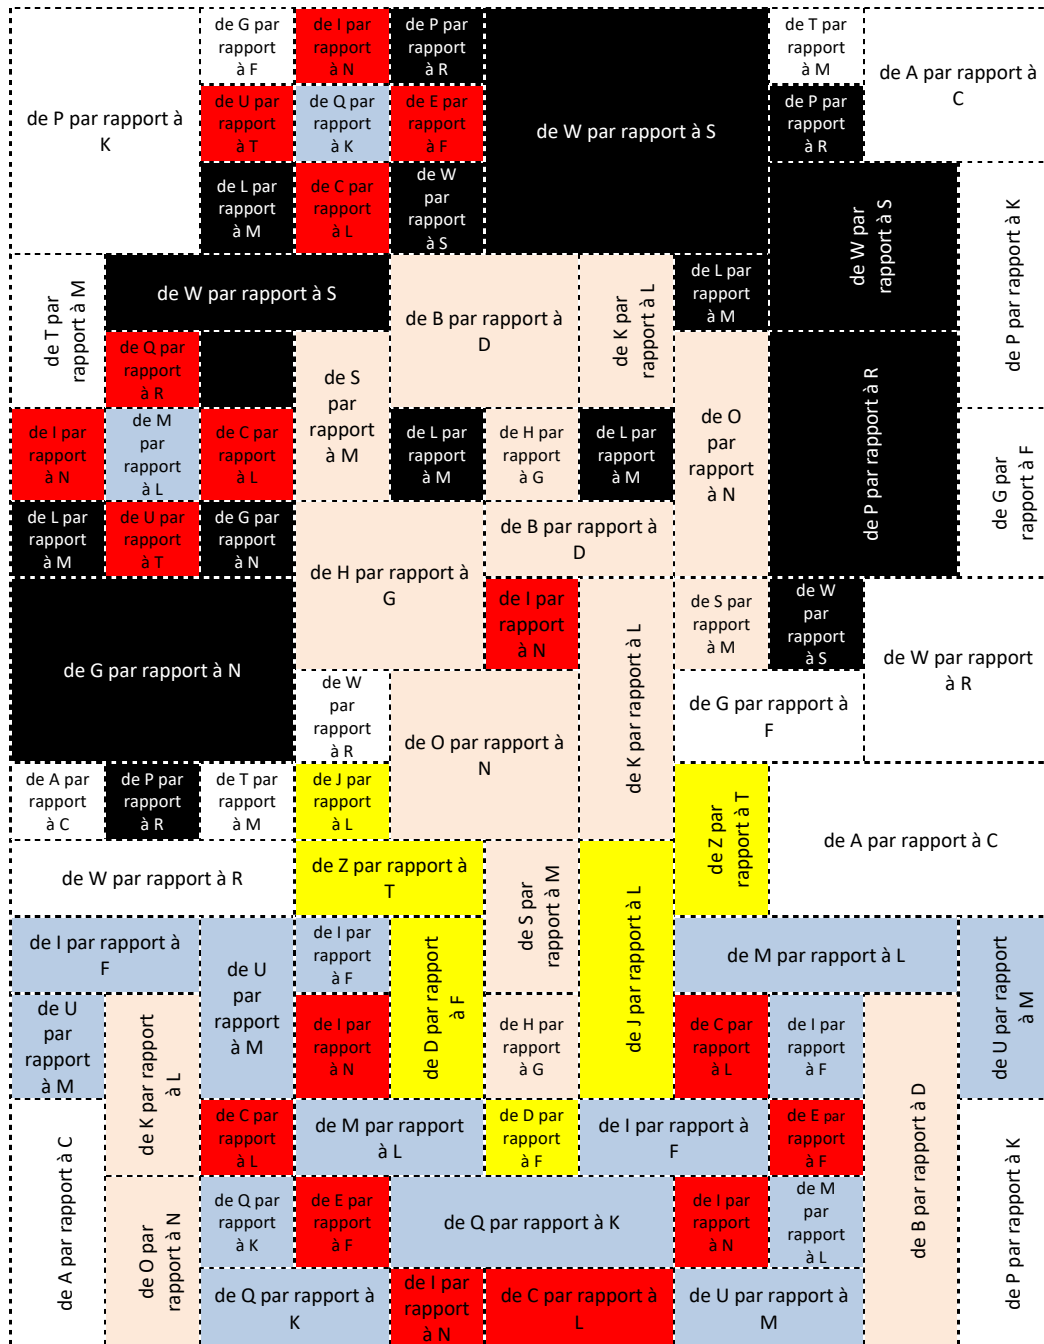 de P par rapport à
K
de G par
rapport
à F
de I par
rapport
à N
de P par
rapport
à R
de W par rapport à S
de T par
rapport
à M
de A par rapport à
C
de U par
rapport
à T
de Q par
rapport
à K
de E par
rapport
à F
de P par
rapport
à R
de L par
rapport
à M
de C par
rapport
à L
de W
par
rapport
à S
de W par
rapport à S
de P par rapport à K
de T par
rapport à M
de W par rapport à S
de B par rapport à
D
de K par
rapport à L
de L par
rapport
à M
de Q par
rapport
à R
de S
par
rapport
à M
de O
par
rapport
à N
de P par rapport à R
de I par
rapport
à N
de M
par
rapport
à L
de C par
rapport
à L
de L par
rapport
à M
de H par
rapport
à G
de L par
rapport
à M
de G par
rapport à F
de L par
rapport
à M
de U par
rapport
à T
de G par
rapport
à N
de H par rapport à
G
de B par rapport à
D
de G par rapport à N
de I par
rapport
à N
de K par rapport à L
de S par
rapport
à M
de W
par
rapport
à S
de W par rapport
à R
de W
par
rapport
à R
de O par rapport à
N
de G par rapport à
F
de A par
rapport
à C
de P par
rapport
à R
de T par
rapport
à M
de J par
rapport
à L
de Z par
rapport à T
de A par rapport à C
de W par rapport à R
de Z par rapport à
T
de S par
rapport à M
de J par rapport à L
de I par rapport à
F
de U
par
rapport
à M
de I par
rapport
à F
de D par rapport
à F
de M par rapport à L
de U par rapport
à M
de U
par
rapport
à M
de K par rapport
à L
de I par
rapport
à N
de H par
rapport
à G
de C par
rapport
à L
de I par
rapport
à F
de B par rapport à D
de A par rapport à C
de C par
rapport
à L
de M par rapport
à L
de D par
rapport
à F
de I par rapport à
F
de E par
rapport
à F
de P par rapport à K
de O par
rapport à N
de Q par
rapport
à K
de E par
rapport
à F
de Q par rapport à K
de I par
rapport
à N
de M
par
rapport
à L
de Q par rapport à
K
de I par
rapport
à N
de C par rapport à
L
de U par rapport à
M